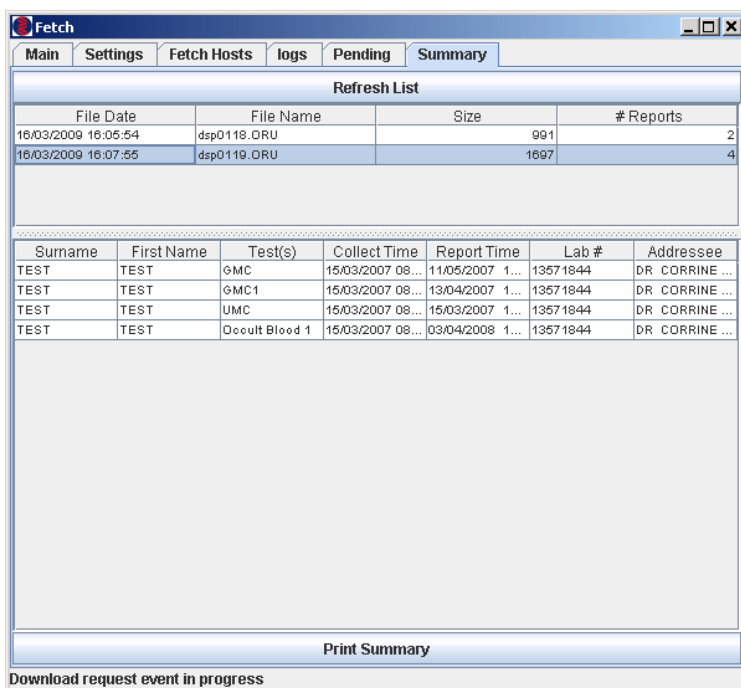 Fetch
Main Settings Fetch Hosts logs Pending Summary
Refresh List
File Date File Name Size # Reports
16/03/2009 16:05:54 dsp0118.ORU 991 2
16/03/2009 16:07:55 dsp0119.ORU 1697 4
Surname First Name Test(s) Collect Time Report Time Lab # Addressee
TEST TEST GMC 15/03/2007 08... 11/05/2007 1... 13571844 DR CORRINE ...
TEST TEST GMC1 15/03/2007 08... 13/04/2007 1... 13571844 DR CORRINE ...
TEST TEST UMC 15/03/2007 08... 15/03/2007 1... 13571844 DR CORRINE ...
TEST TEST Occult Blood 1 15/03/2007 08... 03/04/2008 1... 13571844 DR CORRINE ...
Print Summary
Download request event in progress